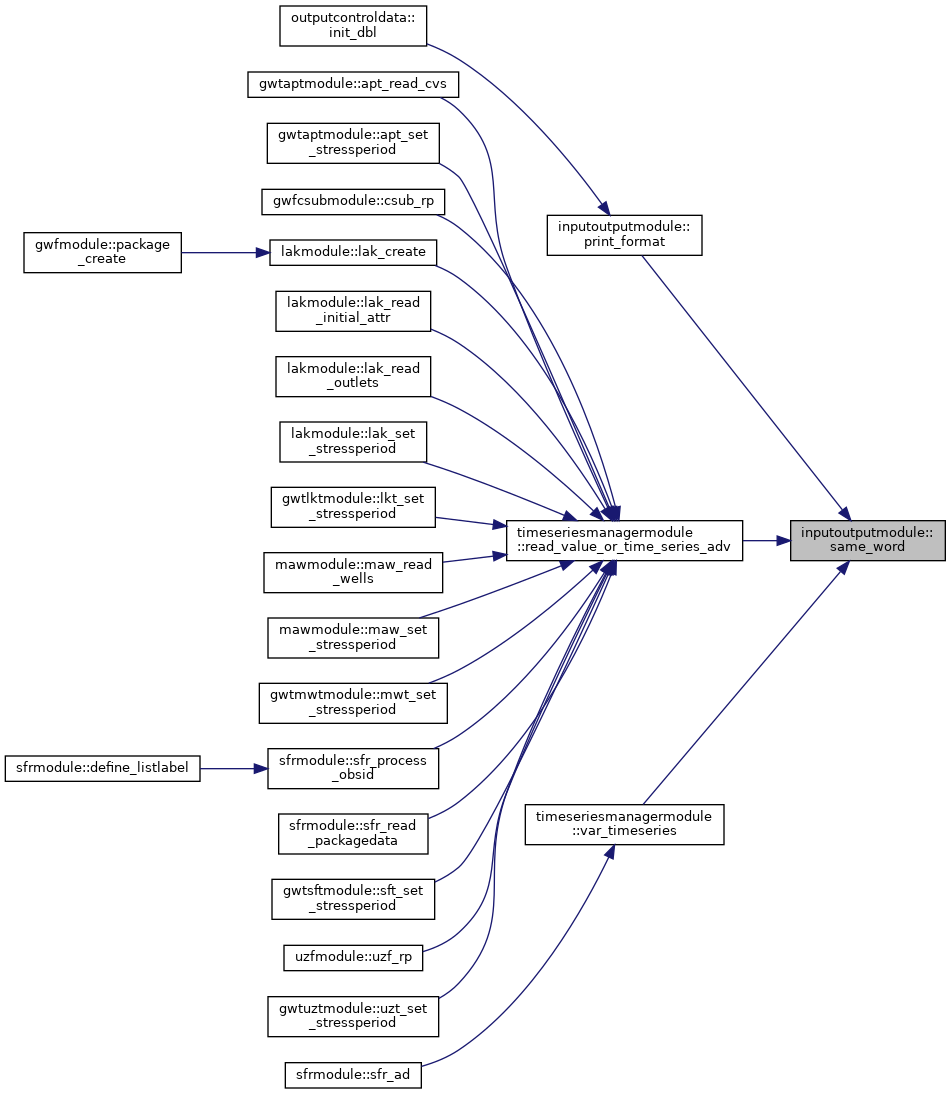 outputcontroldata::
init_dbl
gwtaptmodule::apt_read_cvs
gwtaptmodule::apt_set
_stressperiod
gwfcsubmodule::csub_rp
inputoutputmodule::
print_format
gwfmodule::package
_create
lakmodule::lak_create
lakmodule::lak_read
_initial_attr
lakmodule::lak_read
_outlets
lakmodule::lak_set
_stressperiod
gwtlktmodule::lkt_set
_stressperiod
timeseriesmanagermodule
::read_value_or_time_series_adv
inputoutputmodule::
same_word
mawmodule::maw_read
_wells
mawmodule::maw_set
_stressperiod
gwtmwtmodule::mwt_set
_stressperiod
sfrmodule::define_listlabel
sfrmodule::sfr_process
_obsid
sfrmodule::sfr_read
_packagedata
timeseriesmanagermodule
::var_timeseries
gwtsftmodule::sft_set
_stressperiod
uzfmodule::uzf_rp
gwtuztmodule::uzt_set
_stressperiod
sfrmodule::sfr_ad